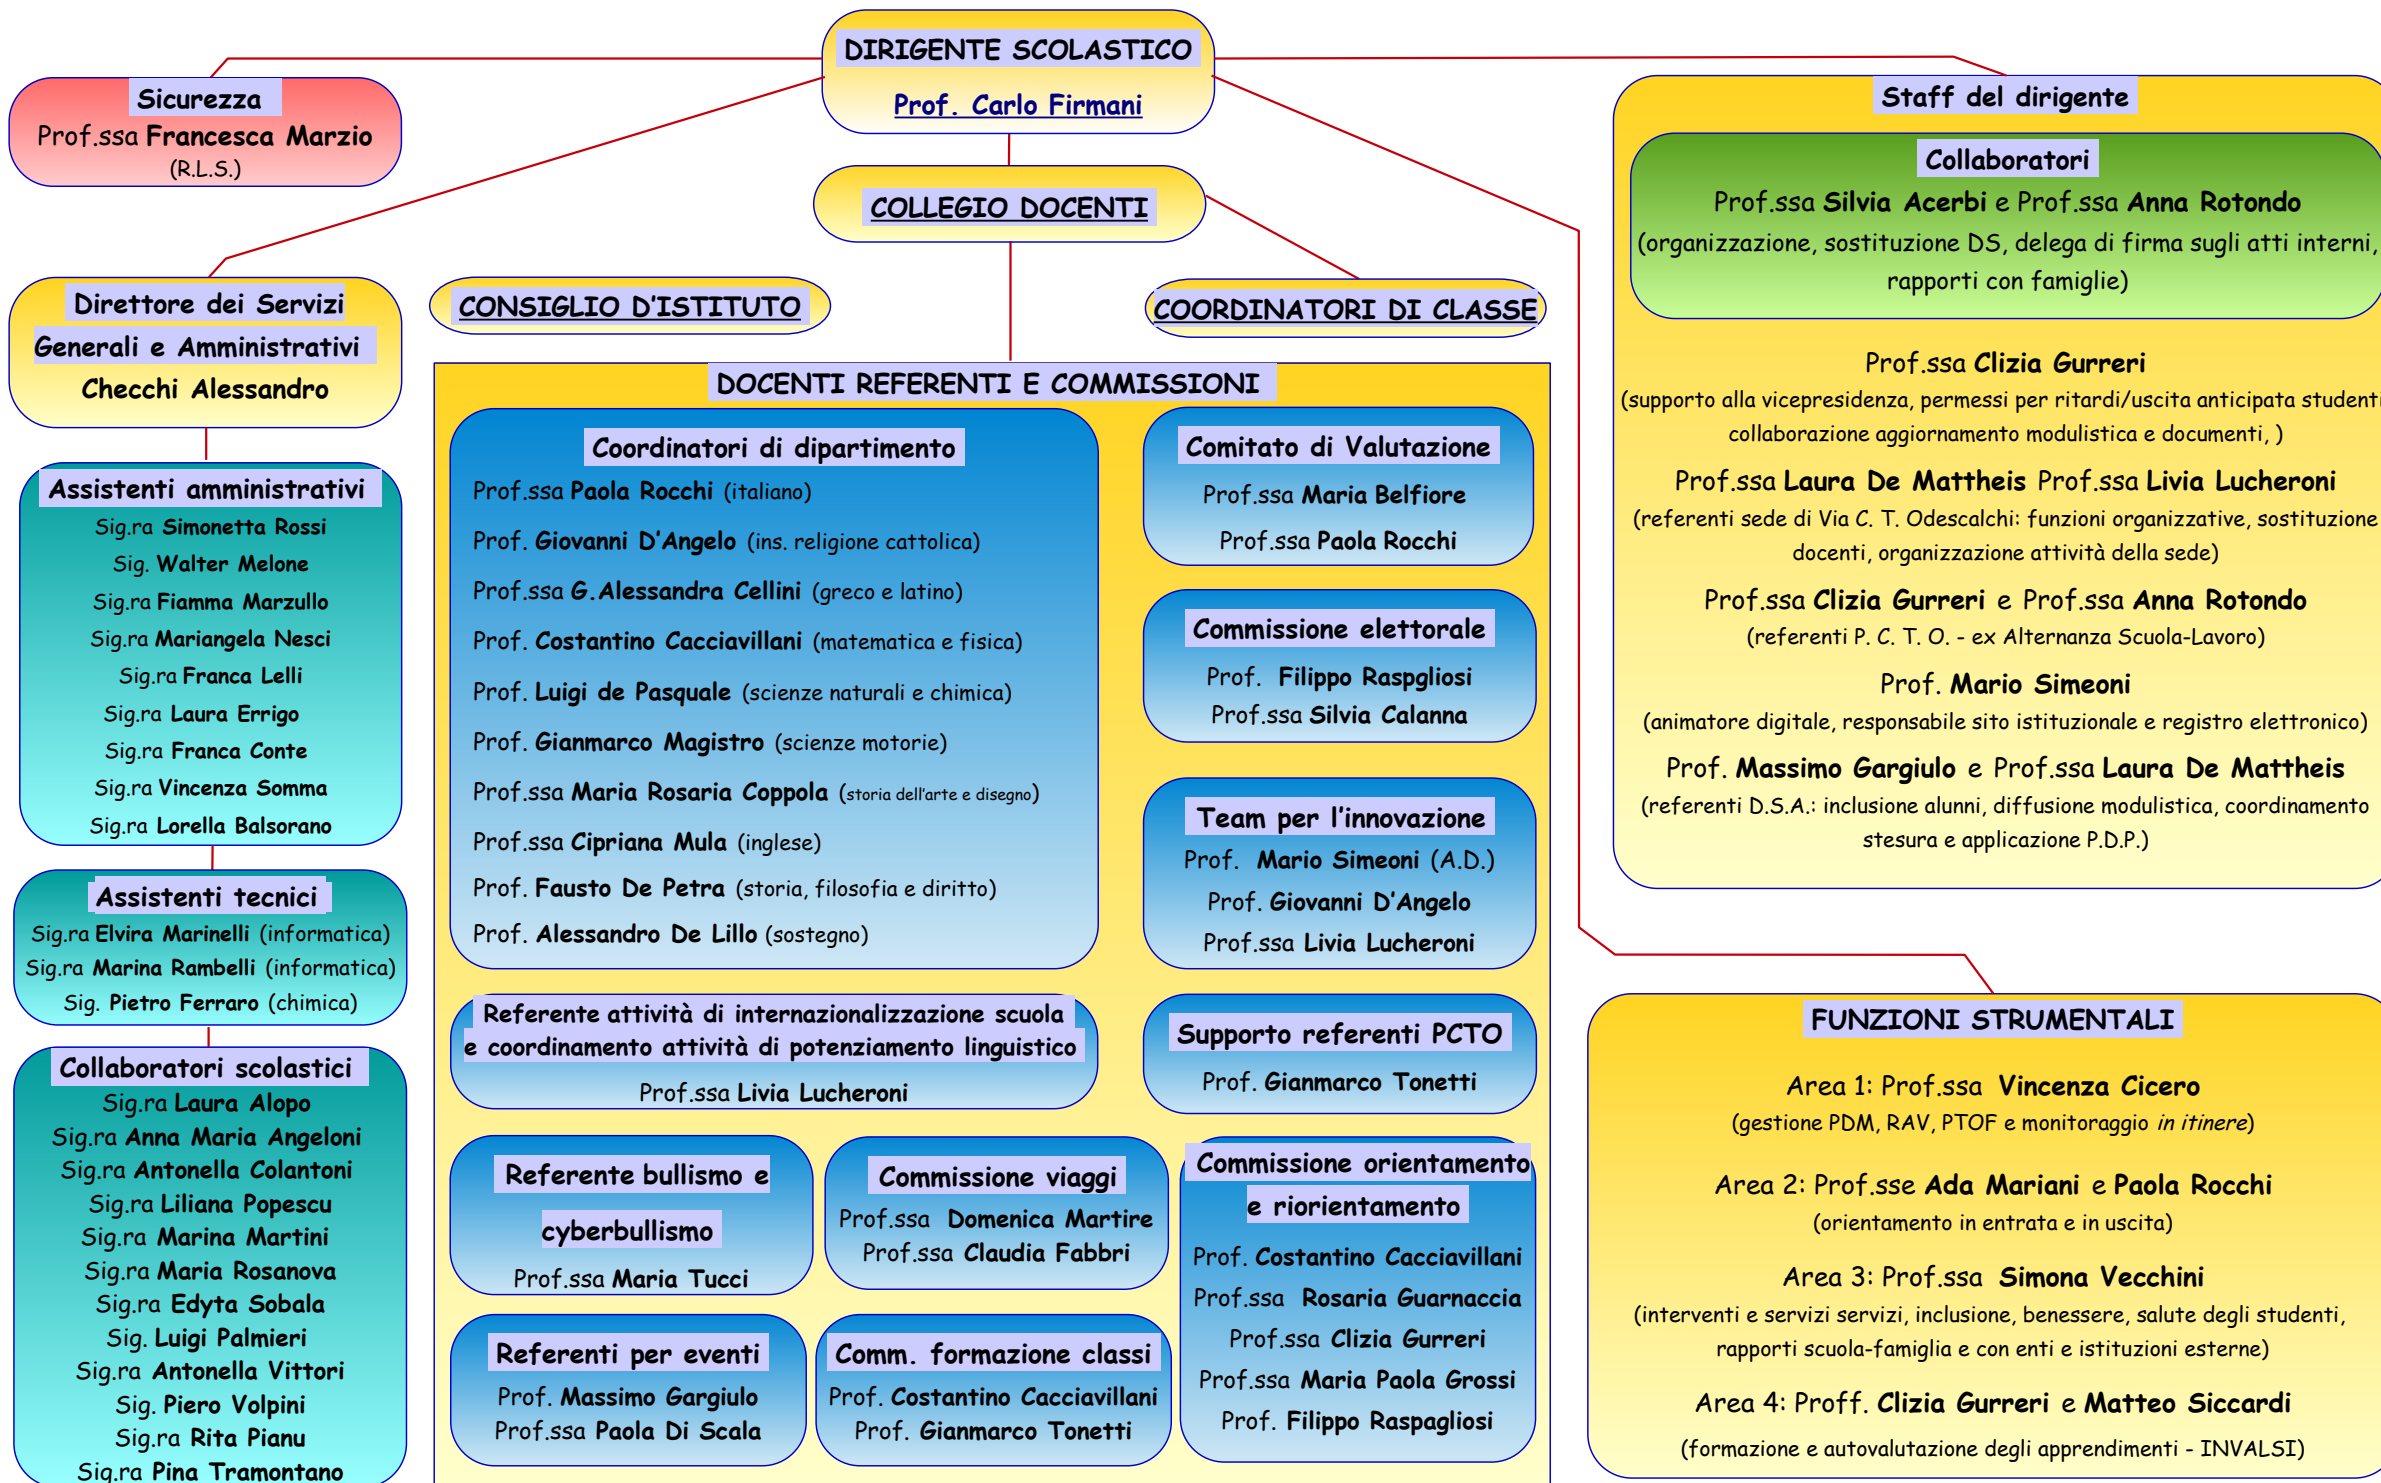 DIRIGENTE SCOLASTICO
Prof. Carlo Firmani
Sicurezza
Prof.ssa Francesca Marzio
(R.L.S.)
COLLEGIO DOCENTI
Direttore dei Servizi
Generali e Amministrativi
Checchi Alessandro
CONSIGLIO D'ISTITUTO
COORDINATORI DI CLASSE
Assistenti amministrativi
Sig.ra Simonetta Rossi
Sig. Walter Melone
Sig.ra Fiamma Marzullo
Sig.ra Mariangela Nesci
Sig.ra Franca Lelli
Sig.ra Laura Errigo
Sig.ra Franca Conte
Sig.ra Vincenza Somma
Sig.ra Lorella Balsorano
Assistenti tecnici
Sig.ra Elvira Marinelli (informatica)
Sig.ra Marina Rambelli (informatica)
Sig. Pietro Ferraro (chimica)
Collaboratori scolastici
Sig.ra Laura Alopo
Sig.ra Anna Maria Angeloni
Sig.ra Antonella Colantoni
Sig.ra Liliana Popescu
Sig.ra Marina Martini
Sig.ra Maria Rosanova
Sig.ra Edyta Sobala
Sig. Luigi Palmieri
Sig.ra Antonella Vittori
Sig. Piero Volpini
Sig.ra Rita Pianu
Sig.ra Pina Tramontano
DOCENTI REFERENTI E COMMISSIONI
Coordinatori di dipartimento
Prof.ssa Paola Rocchi (italiano)
Prof. Giovanni D'Angelo (ins. religione cattolica)
Prof.ssa G.Alessandra Cellini (greco e latino)
Prof. Costantino Cacciavillani (matematica e fisica)
Prof. Luigi de Pasquale (scienze naturali e chimica)
Prof. Gianmarco Magistro (scienze motorie)
Prof.ssa Maria Rosaria Coppola (storia dell'arte e disegno)
Prof.ssa Cipriana Mula (inglese)
Prof. Fausto De Petra (storia, filosofia e diritto)
Prof. Alessandro De Lillo (sostegno)
Comitato di Valutazione
Prof.ssa Maria Belfiore
Prof.ssa Paola Rocchi
Commissione elettorale
Prof. Filippo Raspgliosi
Prof.ssa Silvia Calanna
Team per l'innovazione
Prof. Mario Simeoni (A.D.)
Prof. Giovanni D'Angelo
Prof.ssa Livia Lucheroni
Referente attività di internazionalizzazione scuola
e coordinamento attività di potenziamento linguistico
Prof.ssa Livia Lucheroni
Supporto referenti PCTO
Prof. Gianmarco Tonetti
Referente bullismo e
cyberbullismo
Prof.ssa Maria Tucci
Commissione viaggi
Prof.ssa Domenica Martire
Prof.ssa Claudia Fabbri
Commissione orientamento
e riorientamento
Prof. Costantino Cacciavillani
Prof.ssa Rosaria Guarnaccia
Prof.ssa Clizia Gurreri
Prof.ssa Maria Paola Grossi
Prof. Filippo Raspagliosi
Referenti per eventi
Prof. Massimo Gargiulo
Prof.ssa Paola Di Scala
Comm. formazione classi
Prof. Costantino Cacciavillani
Prof. Gianmarco Tonetti
Staff del dirigente
Collaboratori
Prof.ssa Silvia Acerbi e Prof.ssa Anna Rotondo
(organizzazione, sostituzione DS, delega di firma sugli atti interni,
rapporti con famiglie)
Prof.ssa Clizia Gurreri
(supporto alla vicepresidenza, permessi per ritardi/uscita anticipata studenti
collaborazione aggiornamento modulistica e documenti, )
Prof.ssa Laura De Mattheis Prof.ssa Livia Lucheroni
(referenti sede di Via C. T. Odescalchi: funzioni organizzative, sostituzione
docenti, organizzazione attività della sede)
Prof.ssa Clizia Gurreri e Prof.ssa Anna Rotondo
(referenti P. C. T. O. - ex Alternanza Scuola-Lavoro)
Prof. Mario Simeoni
(animatore digitale, responsabile sito istituzionale e registro elettronico)
Prof. Massimo Gargiulo e Prof.ssa Laura De Mattheis
(referenti D.S.A.: inclusione alunni, diffusione modulistica, coordinamento
stesura e applicazione P.D.P.)
FUNZIONI STRUMENTALI
Area 1: Prof.ssa Vincenza Cicero
(gestione PDM, RAV, PTOF e monitoraggio in itinere)
Area 2: Prof.sse Ada Mariani e Paola Rocchi
(orientamento in entrata e in uscita)
Area 3: Prof.ssa Simona Vecchini
(interventi e servizi servizi, inclusione, benessere, salute degli studenti,
rapporti scuola-famiglia e con enti e istituzioni esterne)
Area 4: Proff. Clizia Gurreri e Matteo Siccardi
(formazione e autovalutazione degli apprendimenti - INVALSI)